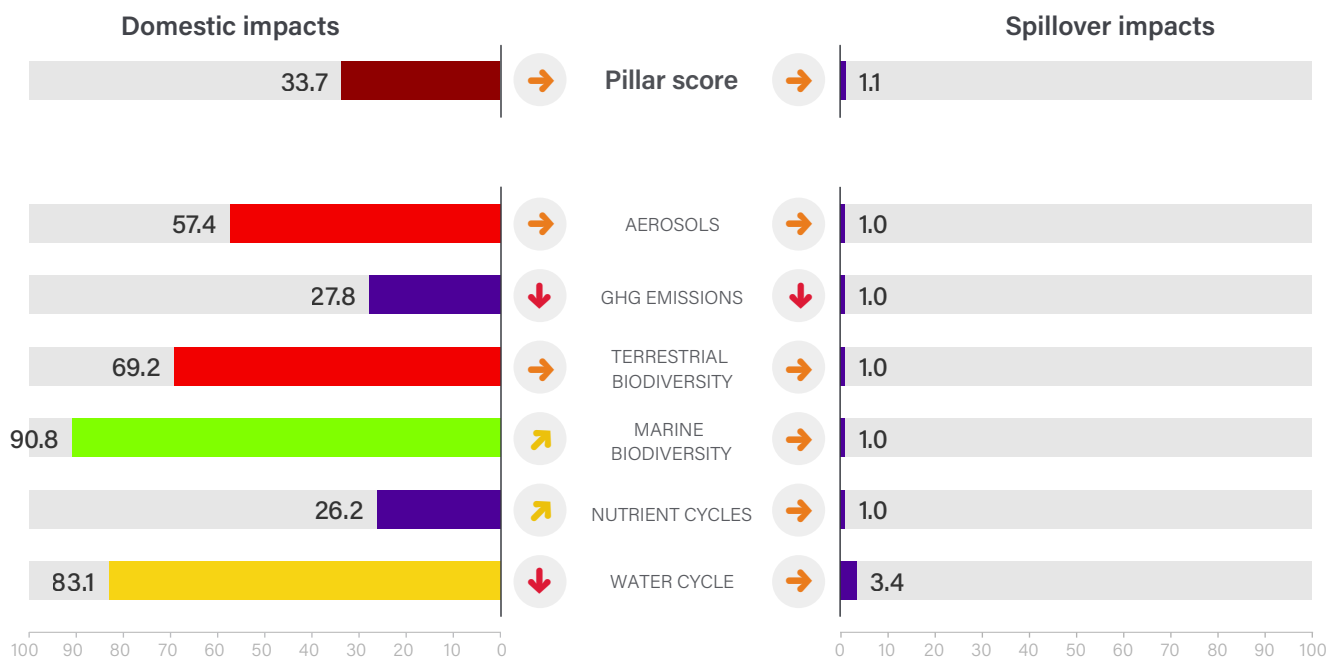 Domestic impacts Spillover impacts
33.7 Pillar score 1.1
57.4 AEROSOLS 1.0
27.8 GHG EMISSIONS 1.0
69.2 TERRESTRIAL 1.0
BIODIVERSITY
90.8 MARINE 1.0
BIODIVERSITY
26.2 NUTRIENT CYCLES 1.0
83.1 WATER CYCLE 3.4
100 90 80 70 60 50 40 30 20 10 0 0 10 20 30 40 50 60 70 80 90 100